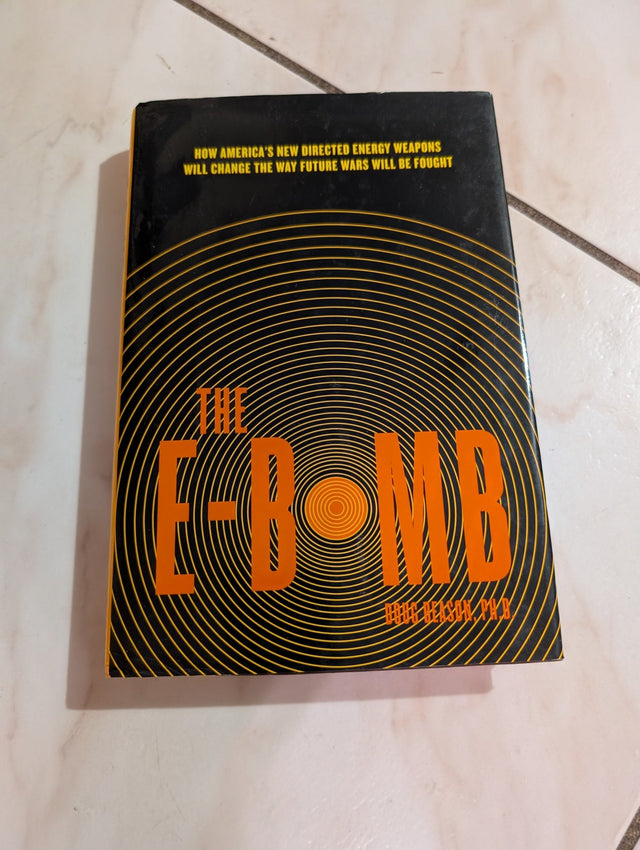 HOW AMERICA'S NEW DIRECTED ENERGY WEAPONS
WILL CHANGE THE WAY FUTURE WARS WILL BE FOUGHT
THE
E-BOMB
DOUG BEASON, PH.D.